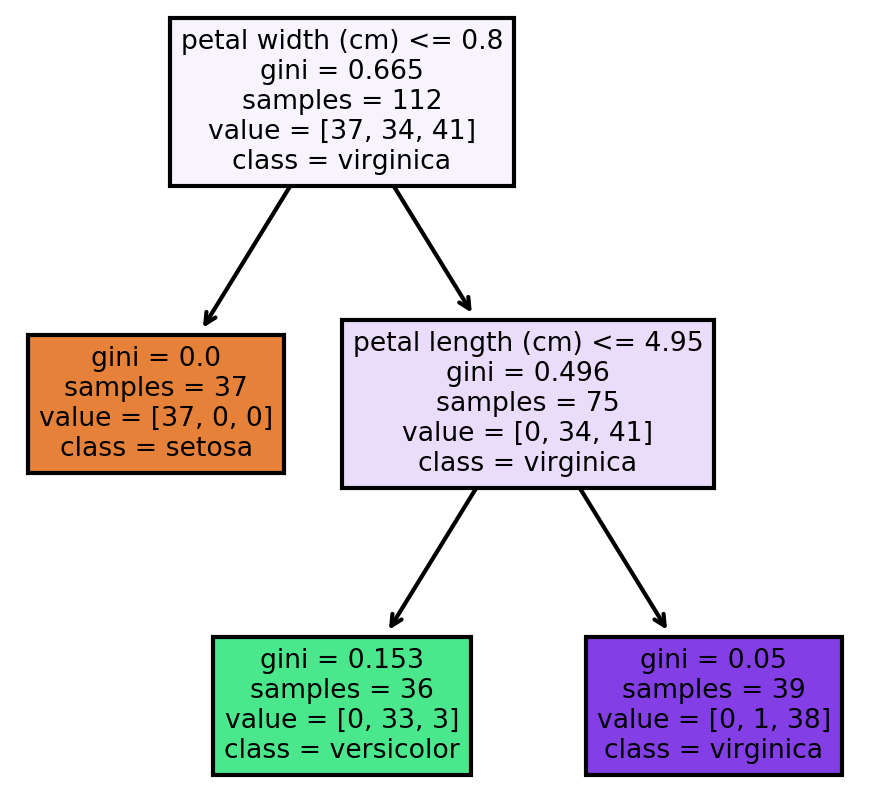 petal width (cm) <= 0.8
gini = 0.665
samples = 112
value = [37, 34, 41]
class = virginica
gini = 0.0
samples = 37
value = [37, 0, 0]
class = setosa
petal length (cm) <= 4.95
gini = 0.496
samples = 75
value = [0, 34, 41]
class = virginica
gini = 0.153
samples = 36
value = [0, 33, 3]
class = versicolor
gini = 0.05
samples = 39
value = [0, 1, 38]
class = virginica